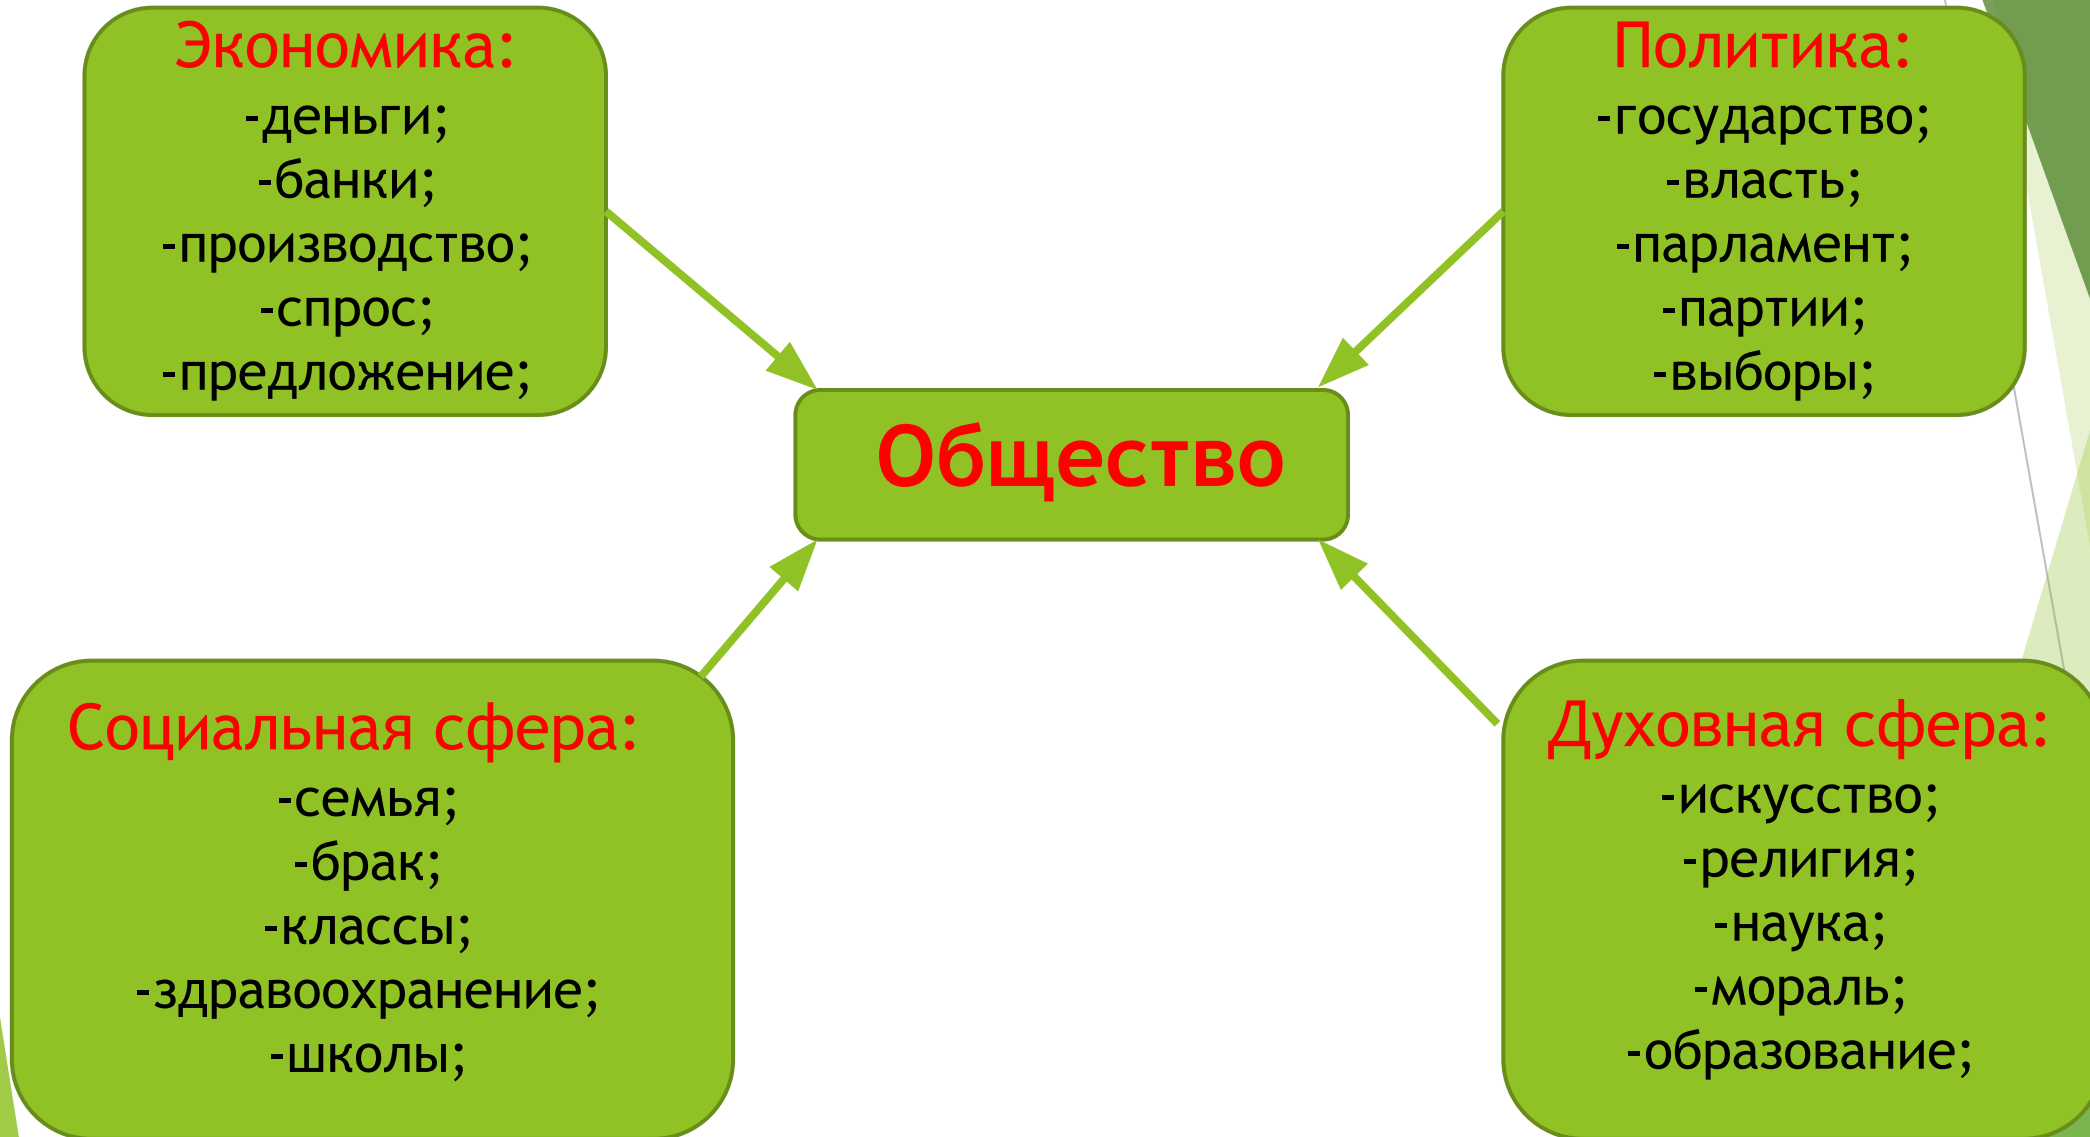 Экономика:
-деньги;
-банки;
-производство;
-спрос;
-предложение;
Политика:
-государство;
-власть;
-парламент;
-партии;
-выборы;
Общество
Социальная сфера:
-семья;
-брак;
-классы;
-здравоохранение;
-школы;
Духовная сфера:
-искусство;
-религия;
-наука;
-мораль;
-образование;